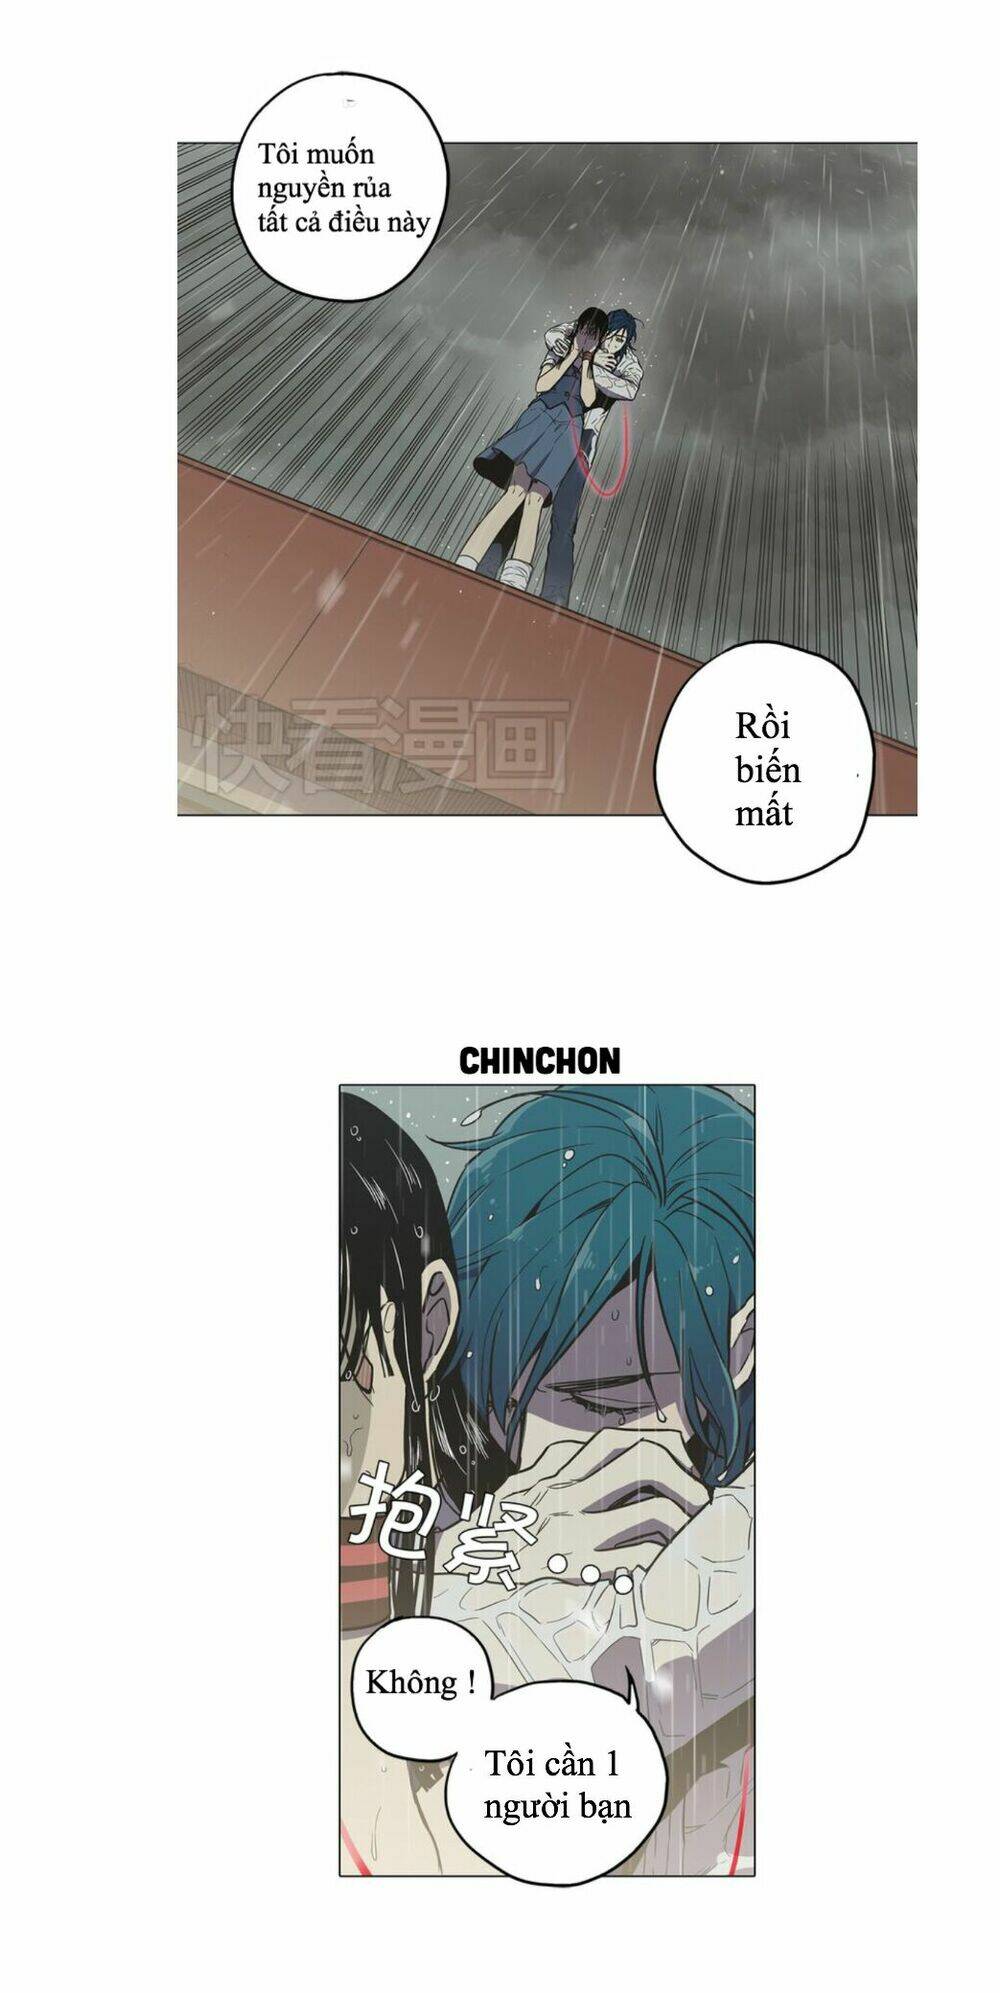 Tôi muốn
nguyền rủa
tất cả điều này
快看漫画
Rồi
biến
mất
CHINCHON
抱紧...
Không !
Tôi cần 1
người bạn